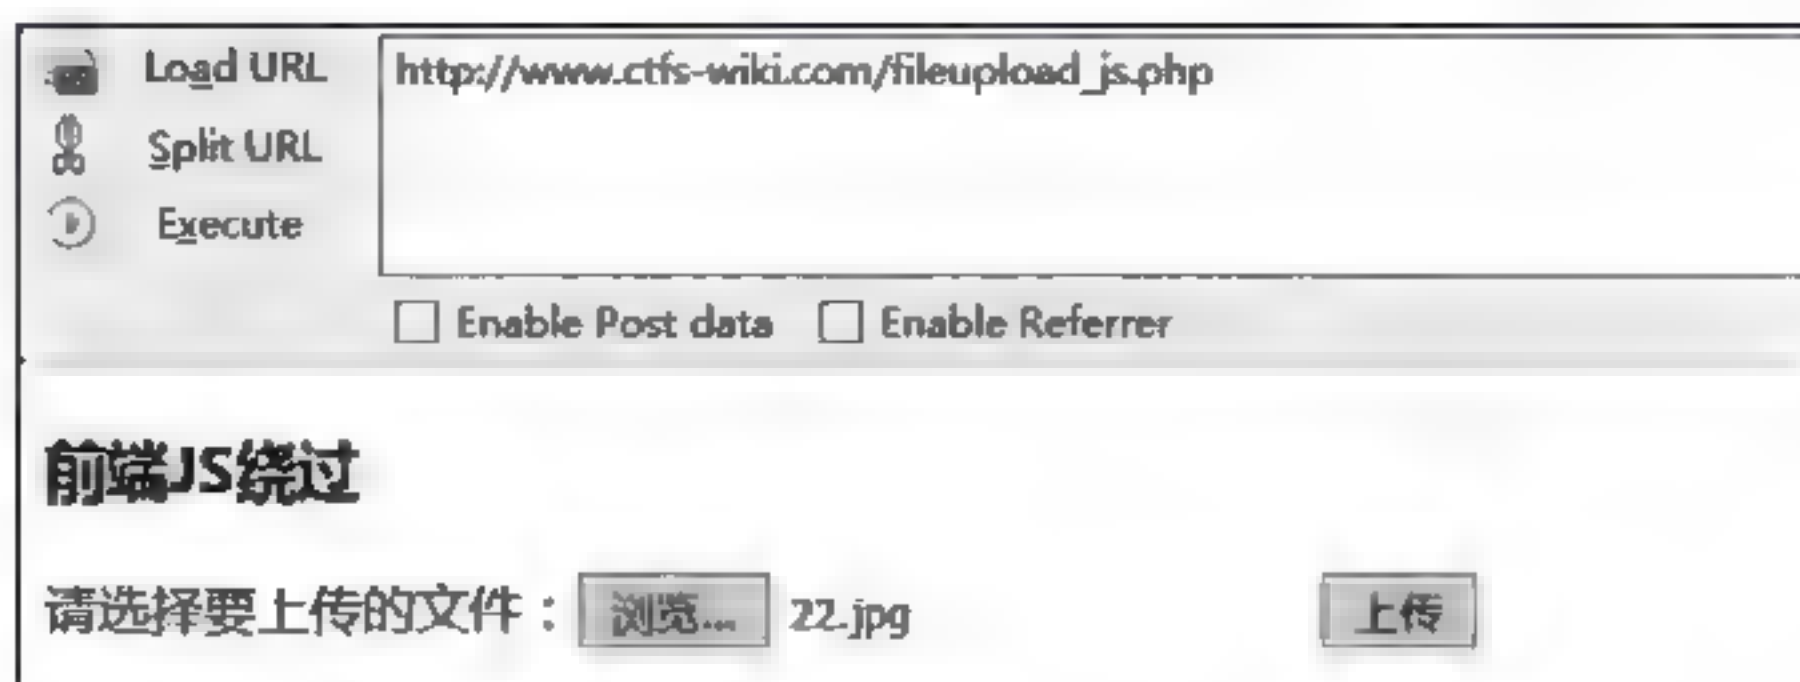 Load URL http://www.ctfs-wiki.com/fileupload_js.php
Split URL
Execute
Enable Post data Enable Referrer
前端JS绕过
请选择要上传的文件： 浏览... 22.jpg 上传